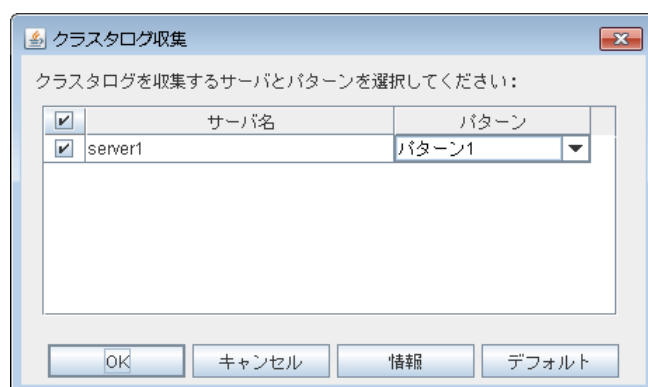 クラスタログ収集
クラスタログを収集するサーバとパターンを選択してください:
サーバ名 パターン
server1 パターン1
OK キャンセル 情報 デフォルト